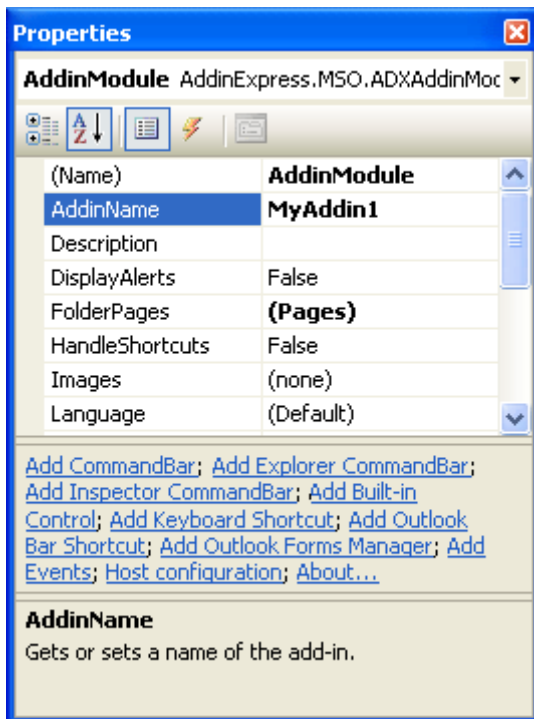 Properties
AddinModule AddinExpress.MSO.ADXAddinMoc
A
Z
(Name) AddinModule
AddinName MyAddin1
Description
DisplayAlerts False
FolderPages (Pages)
HandleShortcuts False
Images (none)
Language (Default)
Add CommandBar; Add Explorer CommandBar;
Add Inspector CommandBar; Add Built-in
Control; Add Keyboard Shortcut; Add Outlook
Bar Shortcut; Add Outlook Forms Manager; Add
Events; Host configuration; About...
AddinName
Gets or sets a name of the add-in.